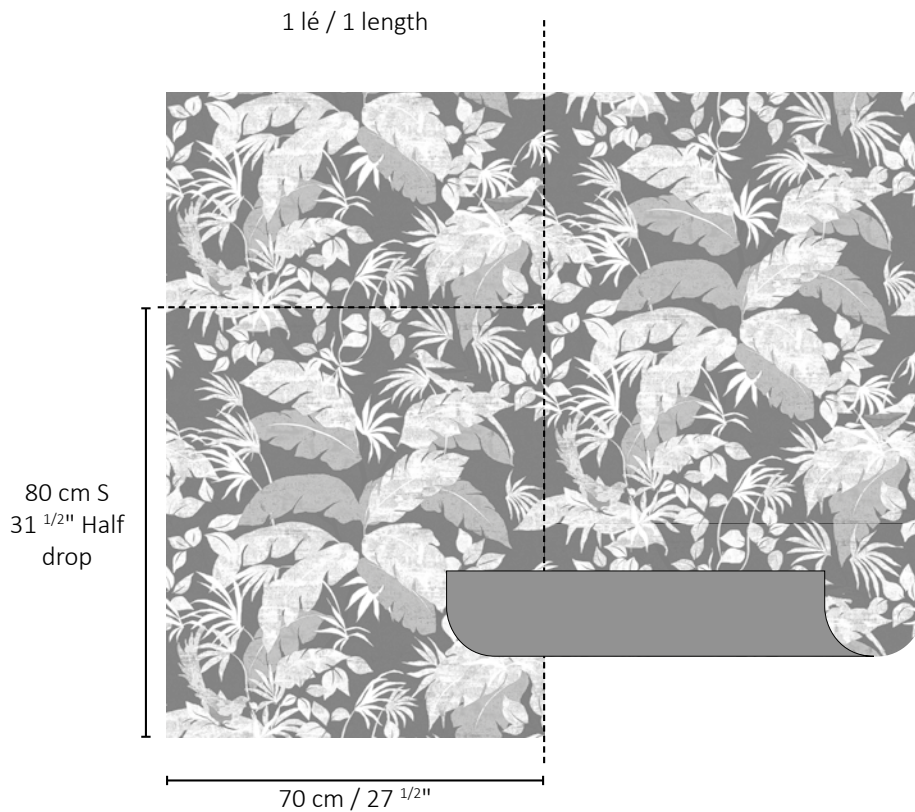 1 lé / 1 length
80 cm S
31 1/2" Half
drop
70 cm / 27 1/2"